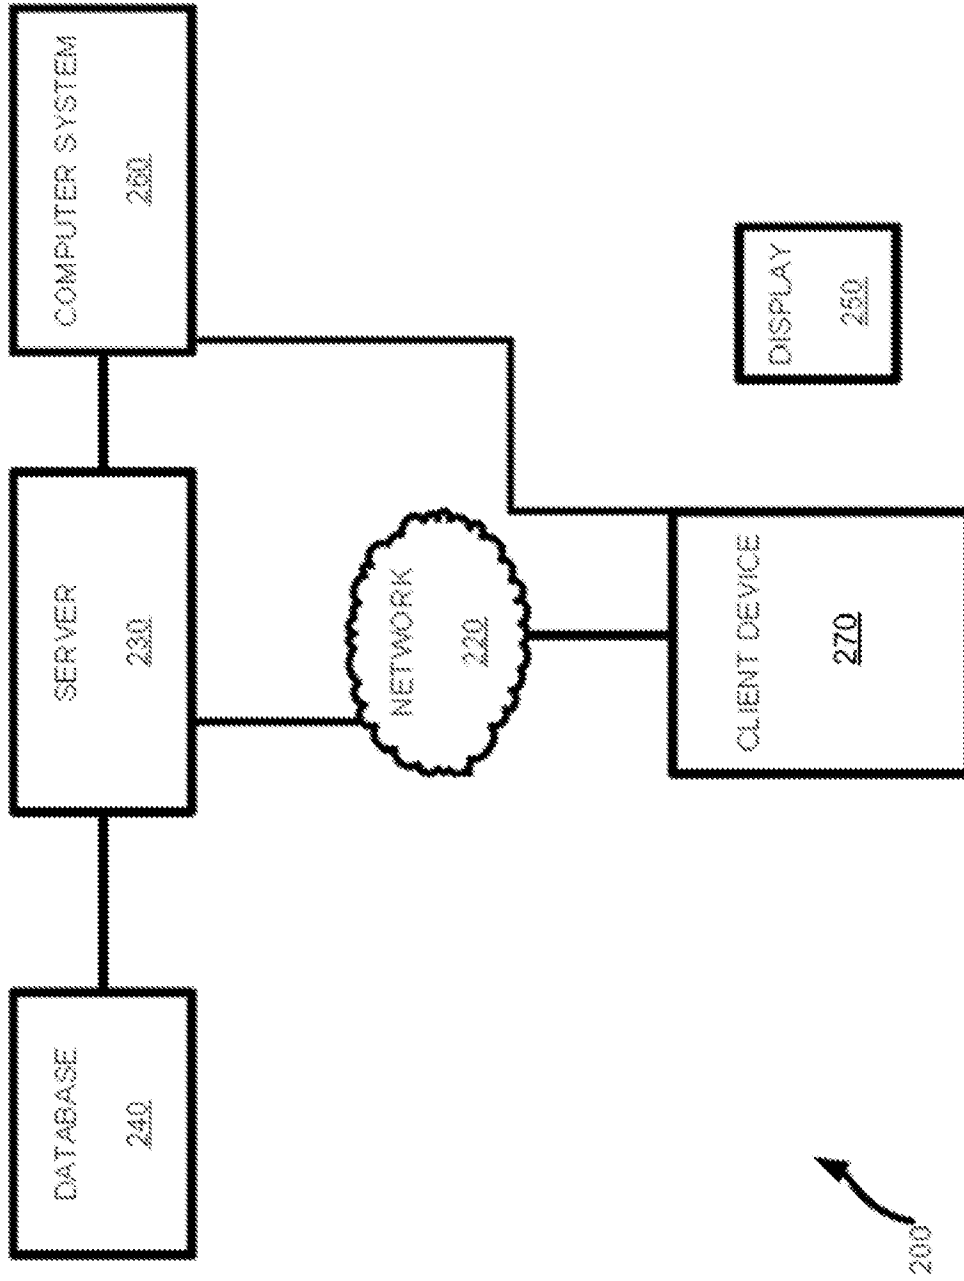 DATABASE
240
SERVER
230
COMPUTER SYSTEM
260
NETWORK
220
CLIENT DEVICE
270
DISPLAY
250
200